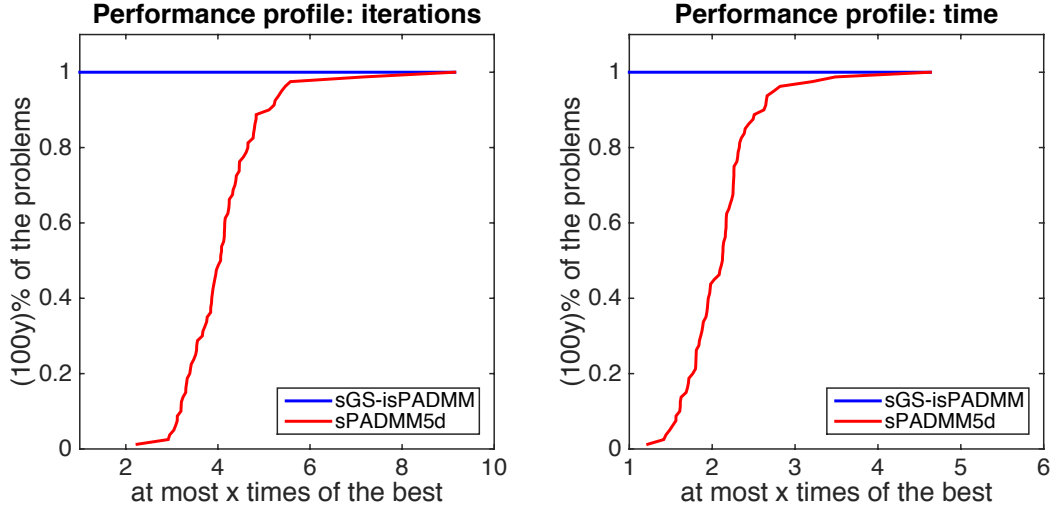 Performance profile: iterations
(100y)% of the problems
1
0.8
0.6
0.4
0.2
0
2
4
6
8
10
at most x times of the best
sGS-isPADMM
sPADMM5d
Performance profile: time
(100y)% of the problems
1
0.8
0.6
0.4
0.2
0
1
2
3
4
5
6
at most x times of the best
sGS-isPADMM
sPADMM5d